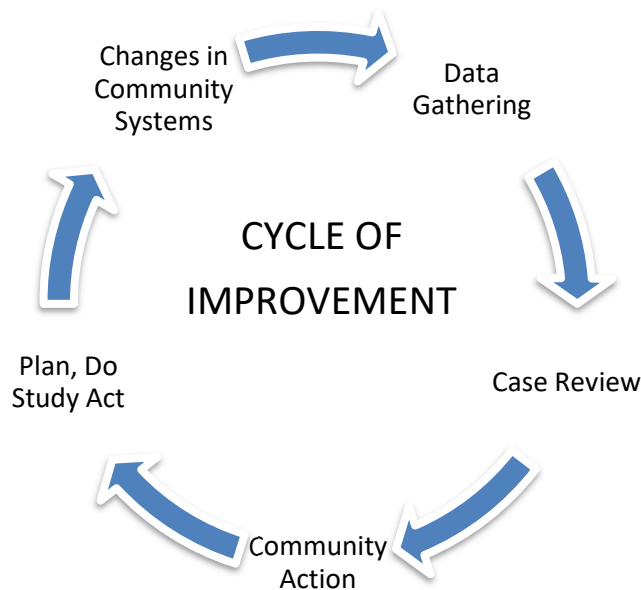 Changes in
Community
Systems
Data
Gathering
CYCLE OF
IMPROVEMENT
Plan, Do
Study Act
Case Review
Community
Action